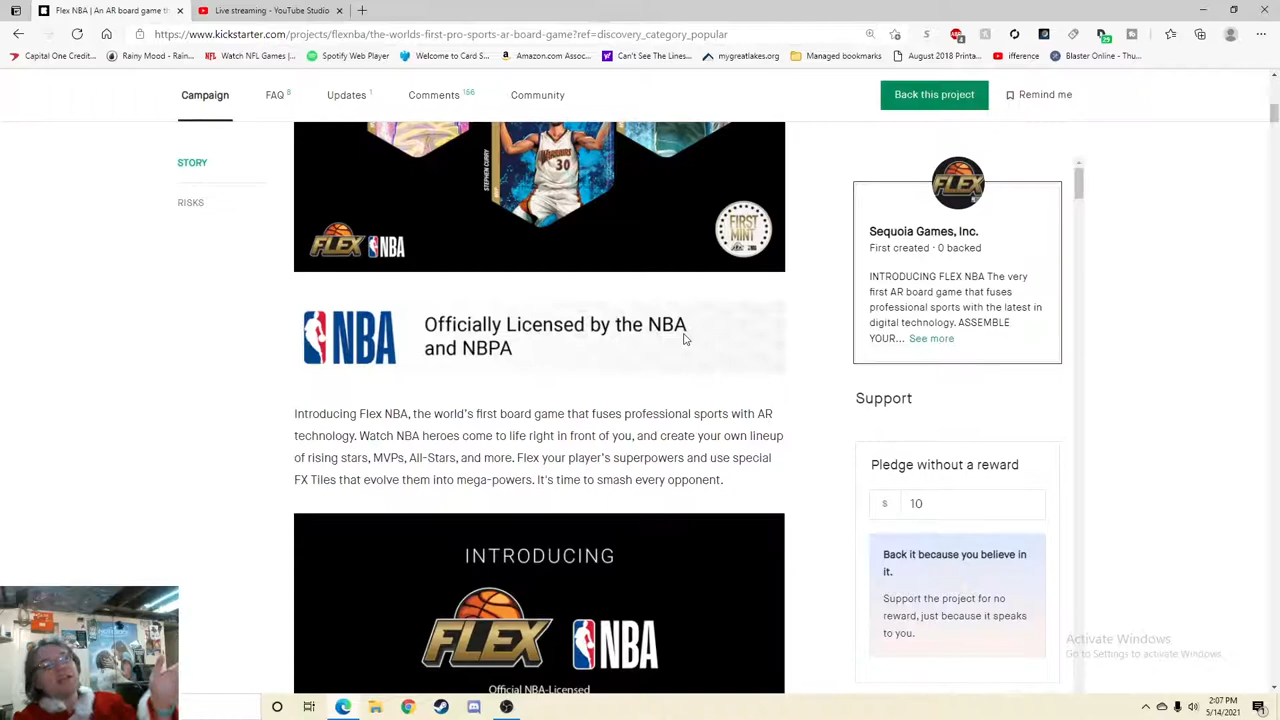 Flex NBA | An AR board game th
Live streaming - YouTube Studio
https://www.kickstarter.com/projects/flexnba/the-worlds-first-pro-sports-ar-board-game?ref=discovery_category_popular
Capital One Credit...
Rainy Mood - Rain...
Watch NFL Games |...
Spotify Web Player
Welcome to Card S...
Amazon.com Assoc...
Can't See The Lines...
mygreatlakes.org
Managed bookmarks
August 2018 Printa...
ifference
Blaster Online - Thu...
Campaign
FAQ 8
Updates 1
Comments 156
Community
Back this project
Remind me
STORY
RISKS
STEPHEN CURRY
WARRIORS
30
FLEX NBA
FIRST
MINT
FLEX
Sequoia Games, Inc.
First created · 0 backed
INTRODUCING FLEX NBA The very
first AR board game that fuses
professional sports with the latest in
digital technology. ASSEMBLE
YOUR... See more
NBA
Officially Licensed by the NBA
and NBPA
Introducing Flex NBA, the world's first board game that fuses professional sports with AR
technology. Watch NBA heroes come to life right in front of you, and create your own lineup
of rising stars, MVPs, All-Stars, and more. Flex your player's superpowers and use special
FX Tiles that evolve them into mega-powers. It's time to smash every opponent.
Support
Pledge without a reward
$ 10
Back it because you believe in
it.
Support the project for no
reward, just because it speaks
to you.
INTRODUCING
FLEX NBA
Official NBA-Licensed
Activate Windows
Go to Settings to activate Windows.
2:07 PM
5/14/2021